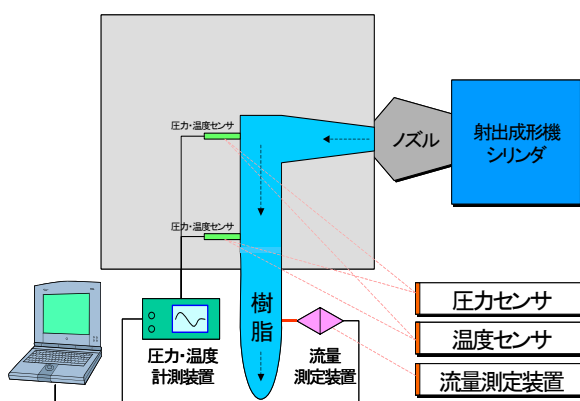 圧力・温度センサ
ノズル
射出成形機
シリンダ
圧力・温度センサ
樹
脂
圧力・温度
計測装置
流量
測定装置
圧力センサ
温度センサ
流量測定装置